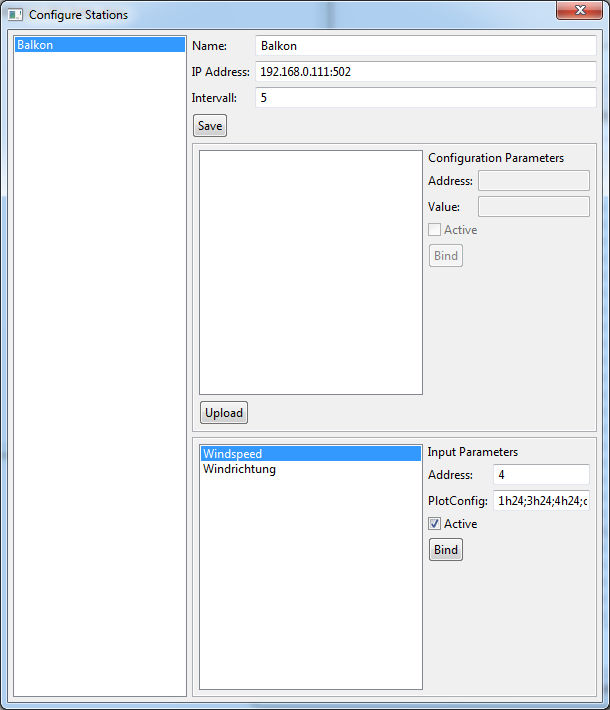 Configure Stations
Balkon
Name: Balkon
IP Address: 192.168.0.111:502
Intervall: 5
Save
Configuration Parameters
Address:
Value:
Active
Bind
Upload
Windspeed
Windrichtung
Input Parameters
Address: 4
PlotConfig: 1h24;3h24;4h24;c
Active
Bind